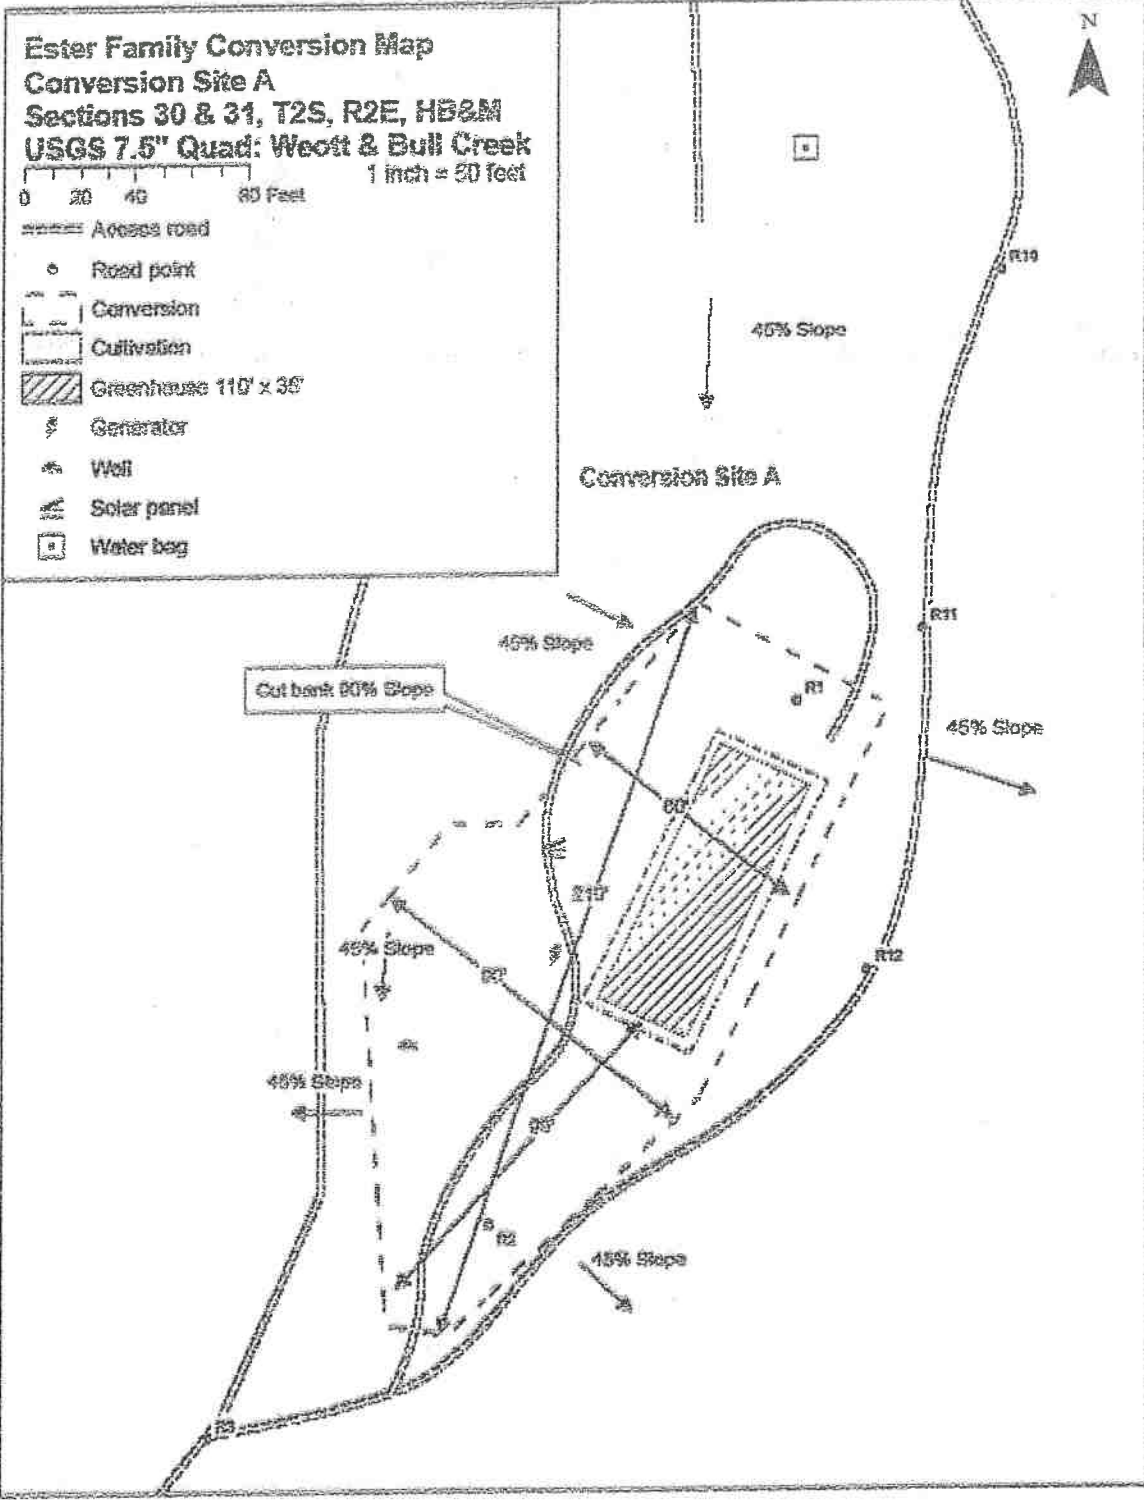 Ester Family Conversion Map
Conversion Site A
Sections 30 & 31, T2S, R2E, HB&M
USGS 7.5" Quad: Weott & Bull Creek
1 inch = 50 feet
0 20 40 80 Feet
Access road
Road point
Conversion
Cultivation
Greenhouse 110' x 35'
Generator
Well
Solar panel
Water bag
N
R10
45% Slope
Conversion Site A
R11
45% Slope
Cut bank 90% Slope
R1
45% Slope
60'
210'
45% Slope
R12
90'
45% Slope
95'
R2
45% Slope
R3